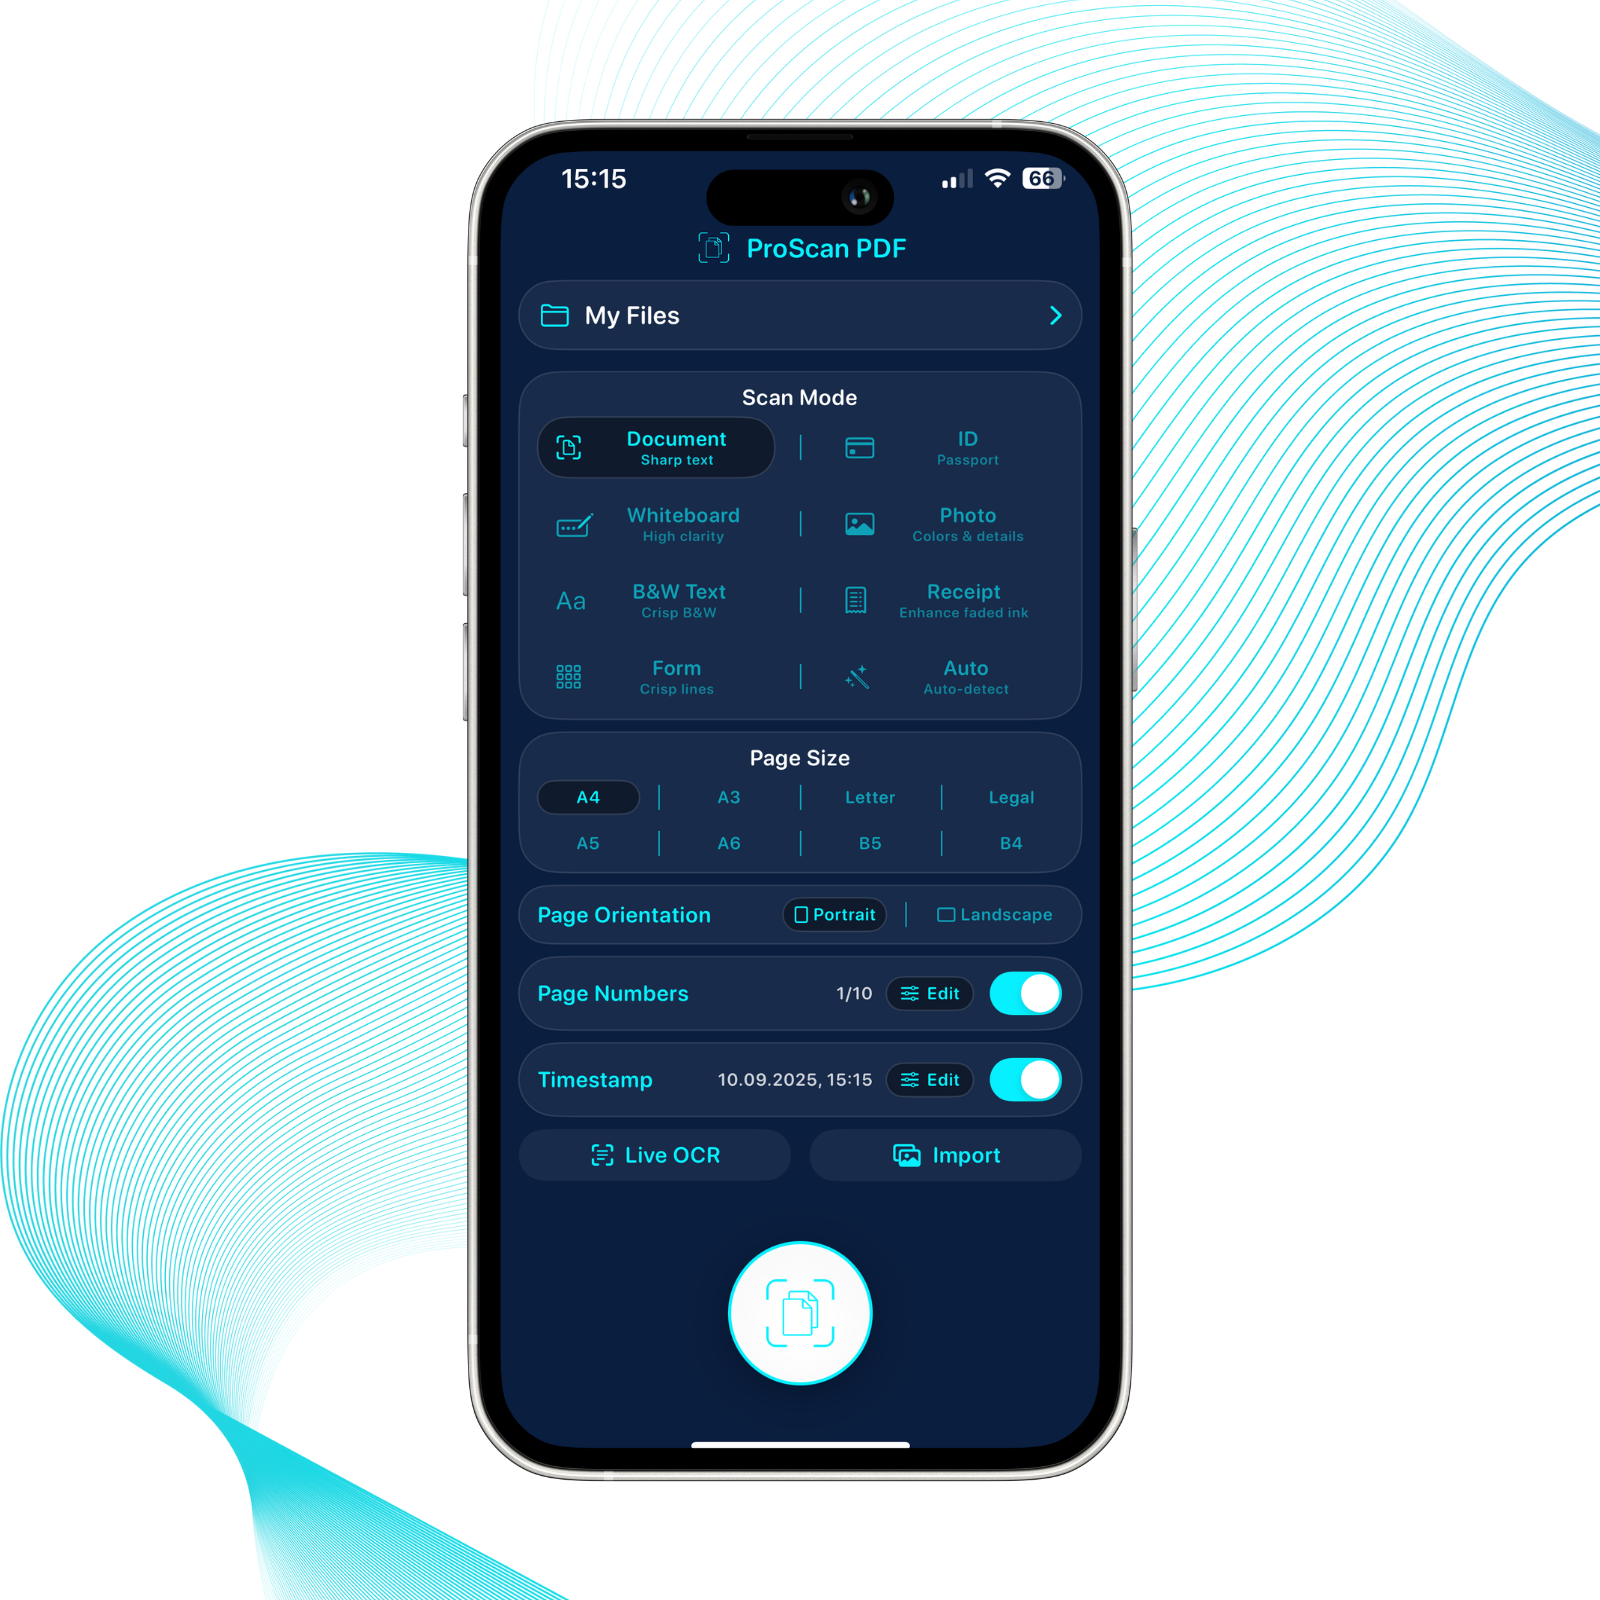 15:15
66
ProScan PDF
My Files
Scan Mode
Document
Sharp text
ID
Passport
Whiteboard
High clarity
Photo
Colors & details
Aa
B&W Text
Crisp B&W
Receipt
Enhance faded ink
Form
Crisp lines
Auto
Auto-detect
Page Size
A4 A3 Letter Legal
A5 A6 B5 B4
Page Orientation Portrait Landscape
Page Numbers 1/10 Edit
Timestamp 10.09.2025, 15:15 Edit
Live OCR Import